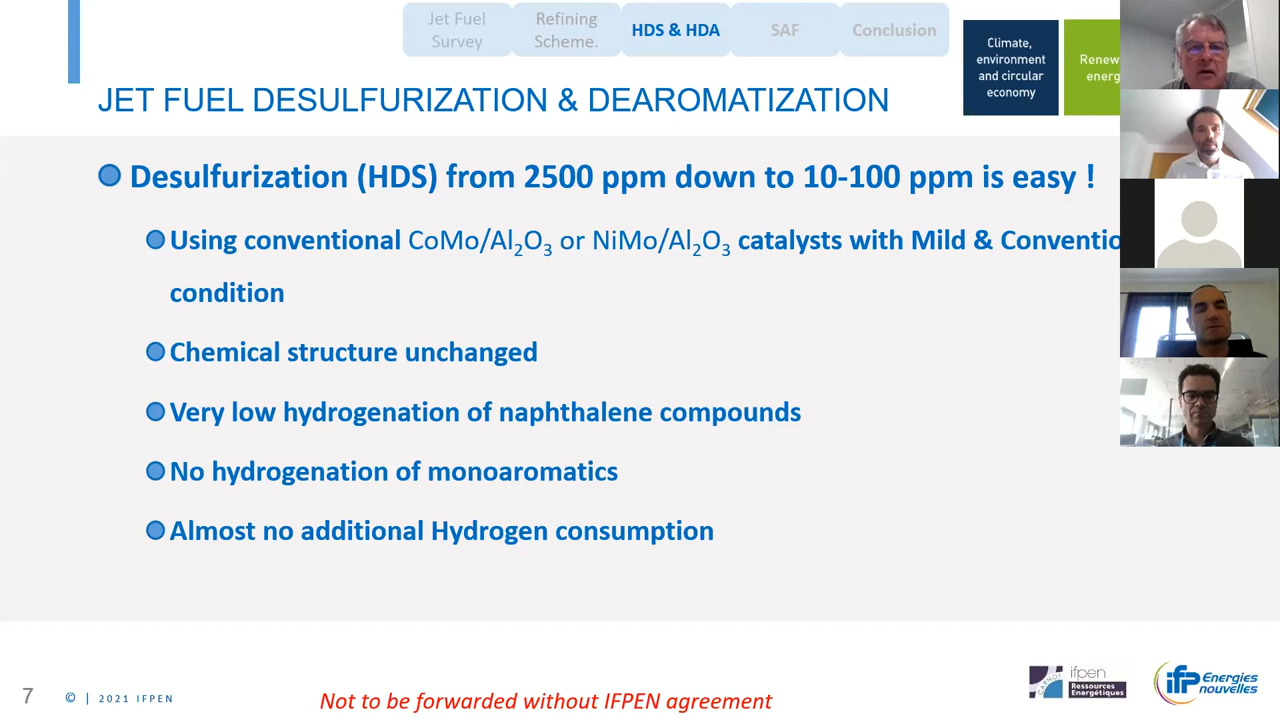 Jet Fuel
Survey
Refining
Scheme.
HDS & HDA
SAF
Conclusion
Climate,
environment
and circular
economy
JET FUEL DESULFURIZATION & DEAROMATIZATION
Desulfurization (HDS) from 2500 ppm down to 10-100 ppm is easy !
Using conventional CoMo/Al₂O₃ or NiMo/Al₂O₃ catalysts with Mild &
condition
Chemical structure unchanged
Very low hydrogenation of naphthalene compounds
No hydrogenation of monoaromatics
Almost no additional Hydrogen consumption
7
© | 2021 IFPEN
Not to be forwarded without IFPEN agreement
CARNOT
ifpen
Ressources
Energétiques
ifp Energies
nouvelles